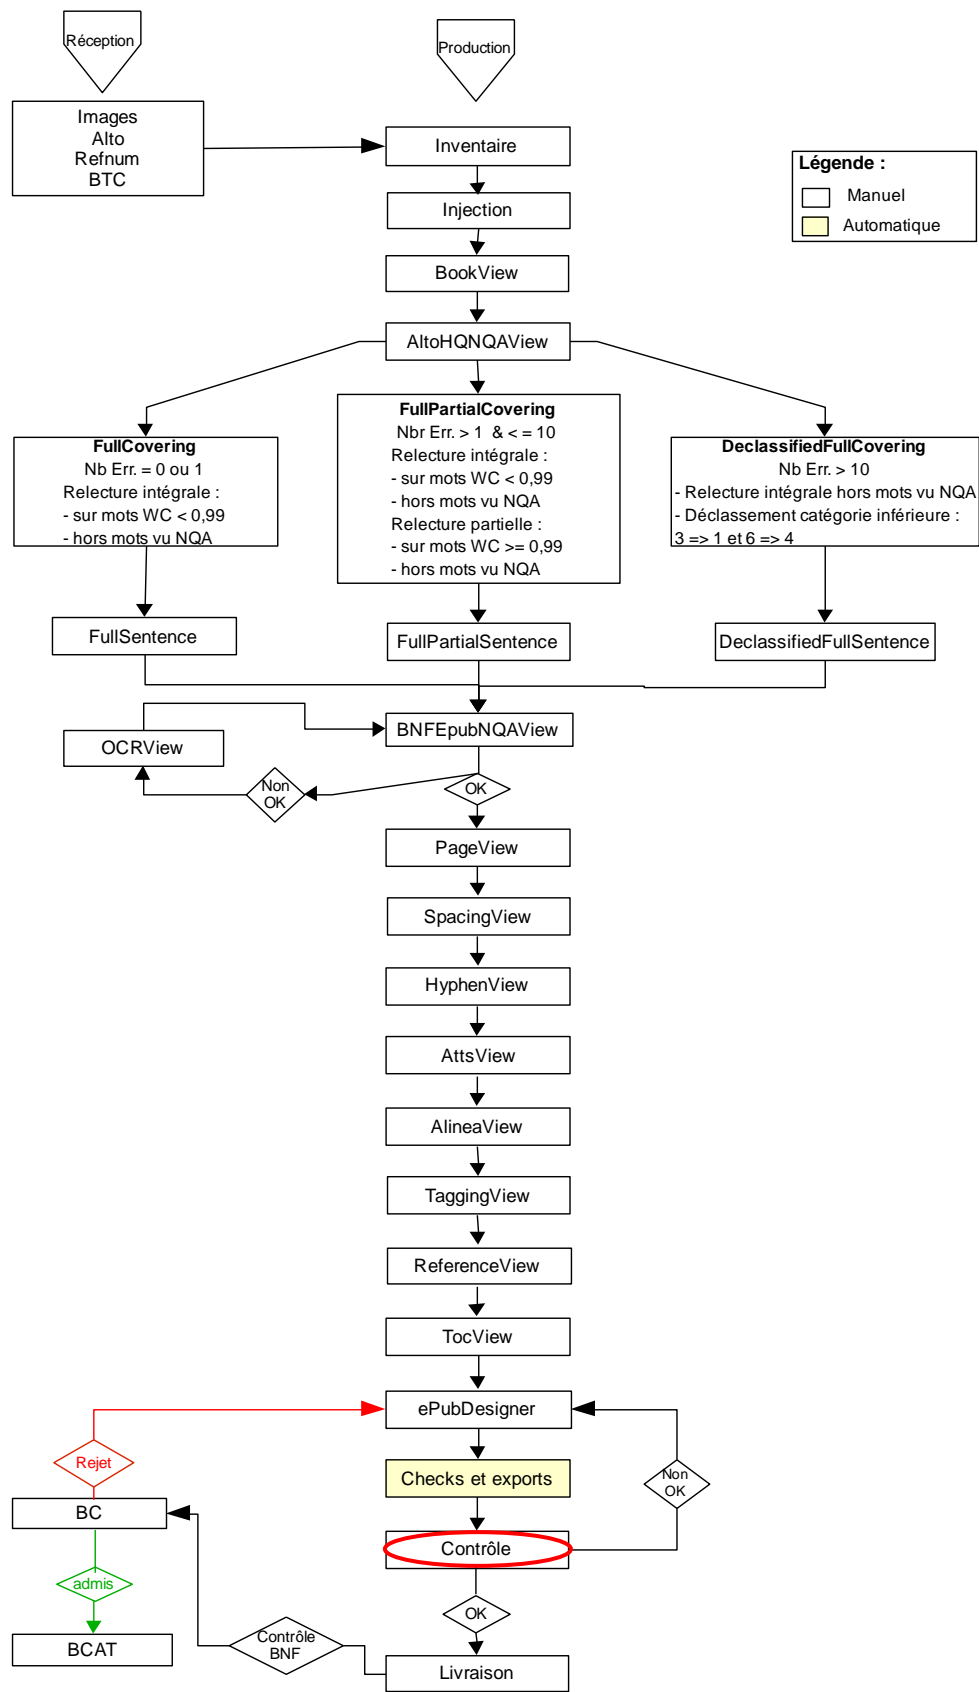 Réception
Production
Images
Alto
Refnum
BTC
Inventaire
Légende :
Manuel
Automatique
Injection
BookView
AltoHQNQAView
FullCovering
Nb Err. = 0 ou 1
Relecture intégrale :
- sur mots WC < 0,99
- hors mots vu NQA
FullPartialCovering
Nbr Err. > 1 & < = 10
Relecture intégrale :
- sur mots WC < 0,99
- hors mots vu NQA
Relecture partielle :
- sur mots WC >= 0,99
- hors mots vu NQA
DeclassifiedFullCovering
Nb Err. > 10
- Relecture intégrale hors mots vu NQA
- Déclassement catégorie inférieure :
3 => 1 et 6 => 4
FullSentence
FullPartialSentence
DeclassifiedFullSentence
BNFEpubNQAView
OCRView
Non
OK
OK
PageView
SpacingView
HyphenView
AttsView
AlineaView
TaggingView
ReferenceView
TocView
ePubDesigner
Rejet
Checks et exports
Non
OK
BC
Contrôle
admis
OK
Contrôle
BNF
BCAT
Livraison